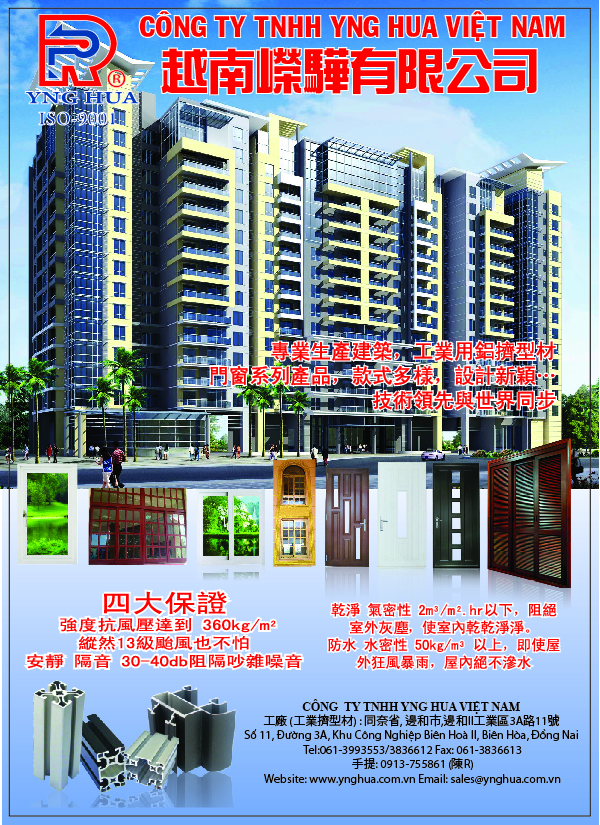 CÔNG TY TNHH YNG HUA VIỆT NAM
越南嶸驊有限公司
R ®
YNG HUA
ISO-9001
專業生產建築，工業用鋁擠型材
門窗系列產品，款式多樣，設計新穎…
技術領先與世界同步
四大保證
強度抗風壓達到 360kg/m²
縱然13級颱風也不怕
安靜 隔音 30-40db阻隔吵雜噪音
乾淨 氣密性 2m³/m².hr以下，阻絕
室外灰塵，使室內乾乾淨淨。
防水 水密性 50kg/m³ 以上，即使屋
外狂風暴雨，屋內絕不滲水
CÔNG TY TNHH YNG HUA VIỆT NAM
工廠 (工業擠型材) : 同奈省, 邊和市,邊和II工業區3A路11號
Số 11, Đường 3A, Khu Công Nghiệp Biên Hoà II, Biên Hòa, Đồng Nai
Tel:061-3993553/3836612 Fax: 061-3836613
手提: 0913-755861 (陳R)
Website: www.ynghua.com.vn Email: sales@ynghua.com.vn